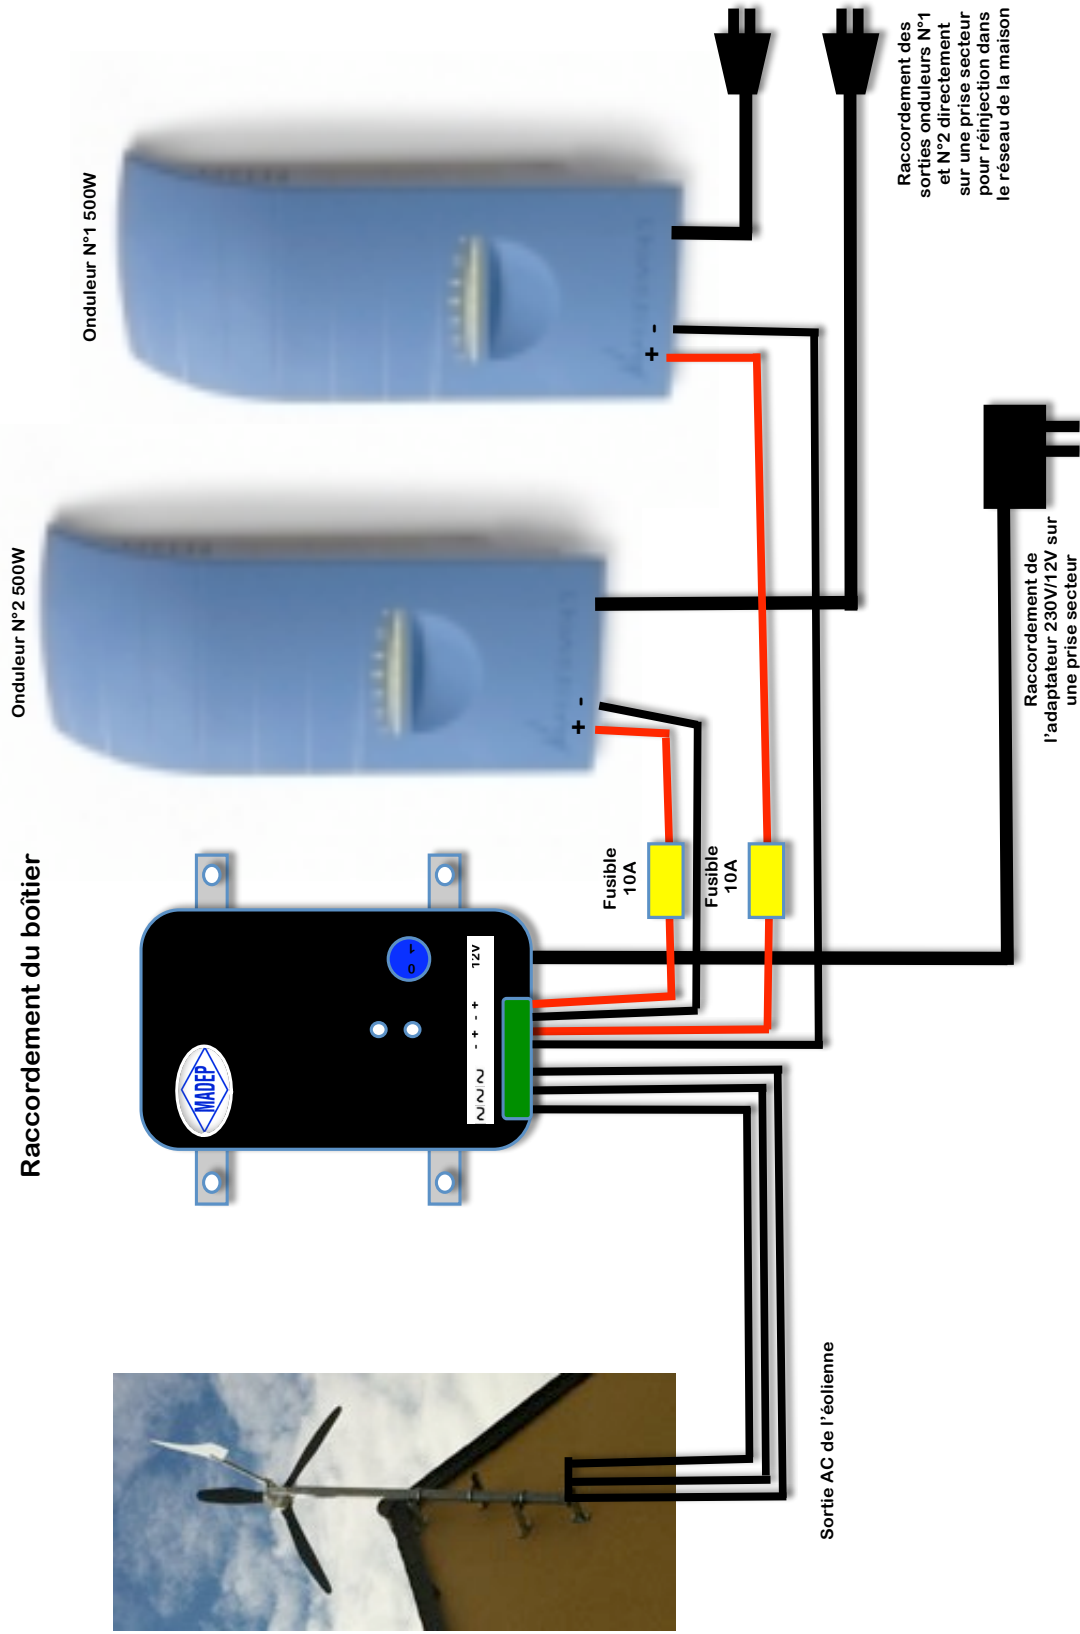 Raccordement du boîtier
Onduleur N°2 500W
Onduleur N°1 500W
+ -
+ -
MADEP
0 1
~ ~ ~ - + - + 12V
Fusible
10A
Fusible
10A
Sortie AC de l'éolienne
Raccordement des
sorties onduleurs N°1
et N°2 directement
sur une prise secteur
pour réinjection dans
le réseau de la maison
Raccordement de
l'adaptateur 230V/12V sur
une prise secteur